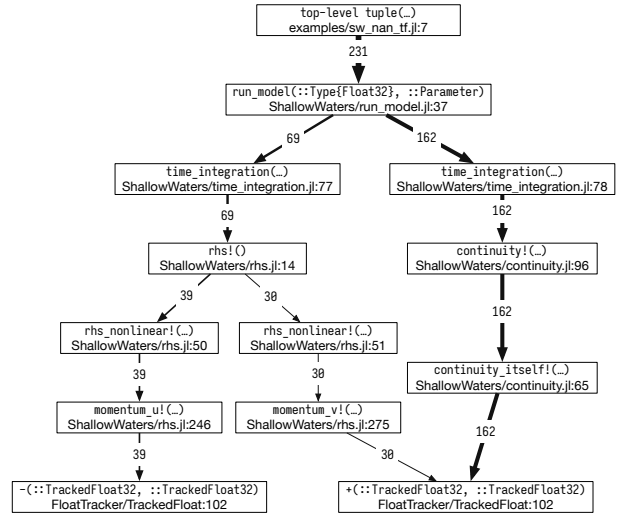 top-level tuple(…)
examples/sw_nan_tf.jl:7
231
run_model(::Type{Float32}, ::Parameter)
ShallowWaters/run_model.jl:37
69
162
time_integration(…)
ShallowWaters/time_integration.jl:77
time_integration(…)
ShallowWaters/time_integration.jl:78
69
162
rhs!()
ShallowWaters/rhs.jl:14
continuity!(…)
ShallowWaters/continuity.jl:96
39
30
162
rhs_nonlinear!(…)
ShallowWaters/rhs.jl:50
rhs_nonlinear!(…)
ShallowWaters/rhs.jl:51
continuity_itself!(…)
ShallowWaters/continuity.jl:65
39
30
momentum_u!(…)
ShallowWaters/rhs.jl:246
momentum_v!(…)
ShallowWaters/rhs.jl:275
162
39
30
-(::TrackedFloat32, ::TrackedFloat32)
FloatTracker/TrackedFloat:102
+(::TrackedFloat32, ::TrackedFloat32)
FloatTracker/TrackedFloat:102